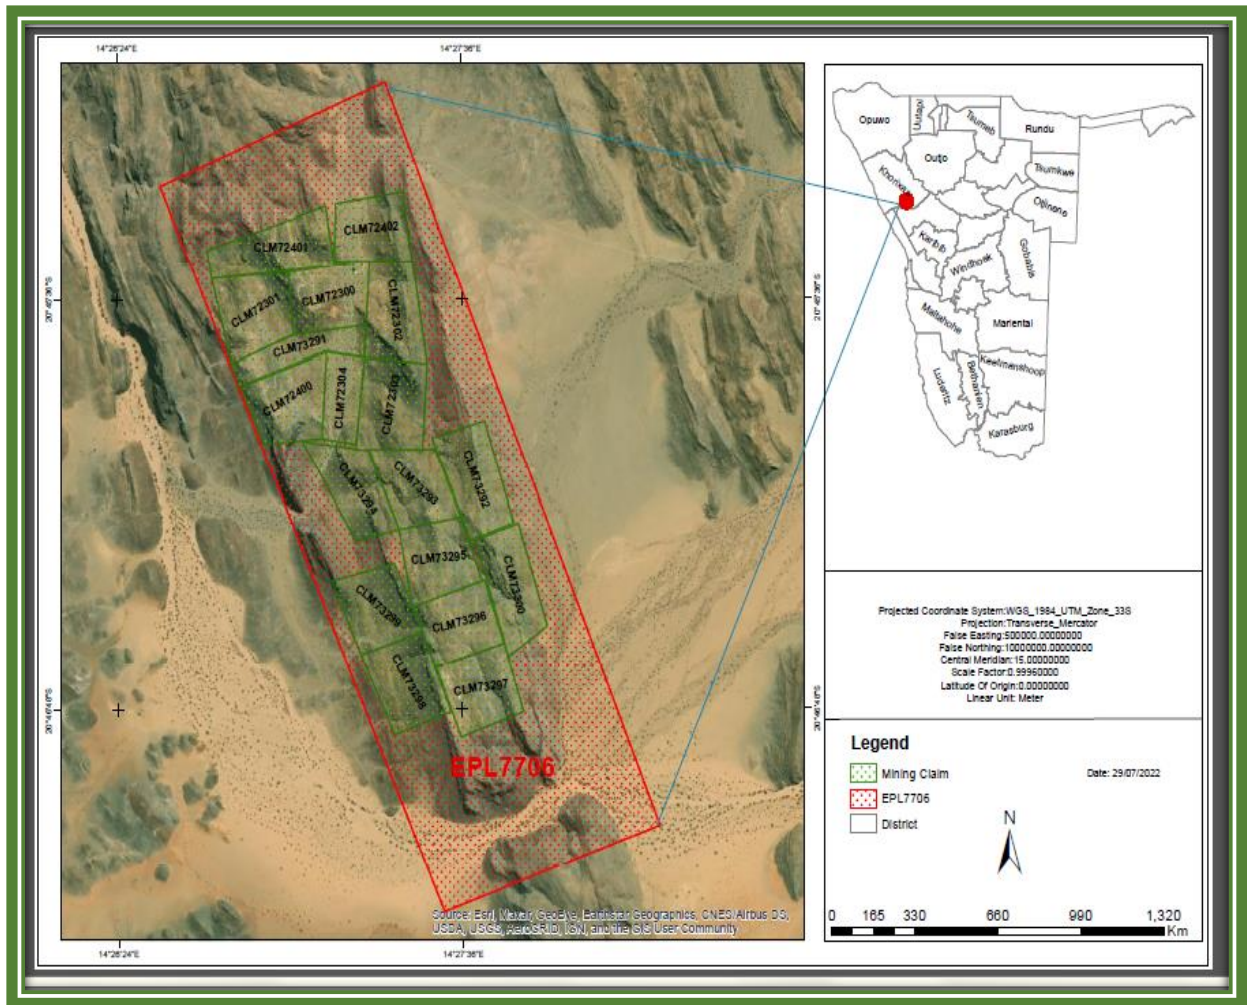 14°26'24"E 14°27'36"E
CLM72402
CLM72401
CLM72301
CLM72300
CLM72302
CLM73291
CLM72400
CLM72304
CLM72303
CLM73294
CLM73293
CLM73292
CLM73295
CLM73300
CLM73299
CLM73296
CLM73298
CLM73297
EPL7706
20°45'36"S 20°45'36"S
20°46'48"S 20°46'48"S
Source: Esri, Maxar, GeoEye, Earthstar Geographics, CNES/Airbus DS,
USDA, USGS, AeroGRID, IGN, and the GIS User Community
14°26'24"E 14°27'36"E
Opuwo
Tsumeb
Rundu
Outjo
Tsumkwe
Otjinene
Karibib
Gobabis
Windhoek
Maltahohe
Mariental
Keetmanshoop
Bethanien
Luderitz
Karasburg
Projected Coordinate System:WGS_1984_UTM_Zone_33S
Projection:Transverse_Mercator
False Easting:500000.00000000
False Northing:10000000.00000000
Central Meridian:15.00000000
Scale Factor:0.99960000
Latitude Of Origin:0.00000000
Linear Unit: Meter
Legend
Mining Claim
EPL7706
District
Date: 29/07/2022
N
0 165 330 660 990 1,320
Km